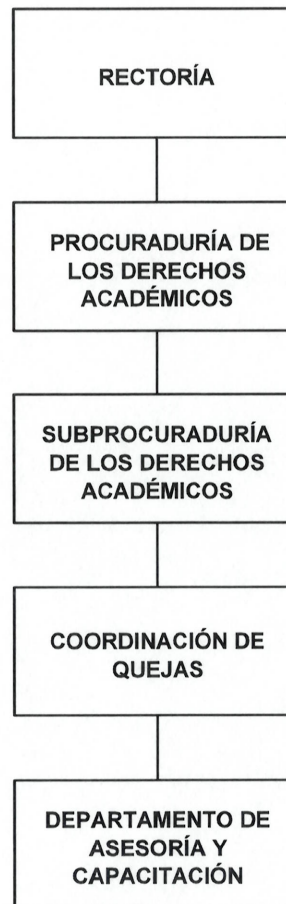 RECTORÍA
PROCURADURÍA DE
LOS DERECHOS
ACADÉMICOS
SUBPROCURADURÍA
DE LOS DERECHOS
ACADÉMICOS
COORDINACIÓN DE
QUEJAS
DEPARTAMENTO DE
ASESORÍA Y
CAPACITACIÓN